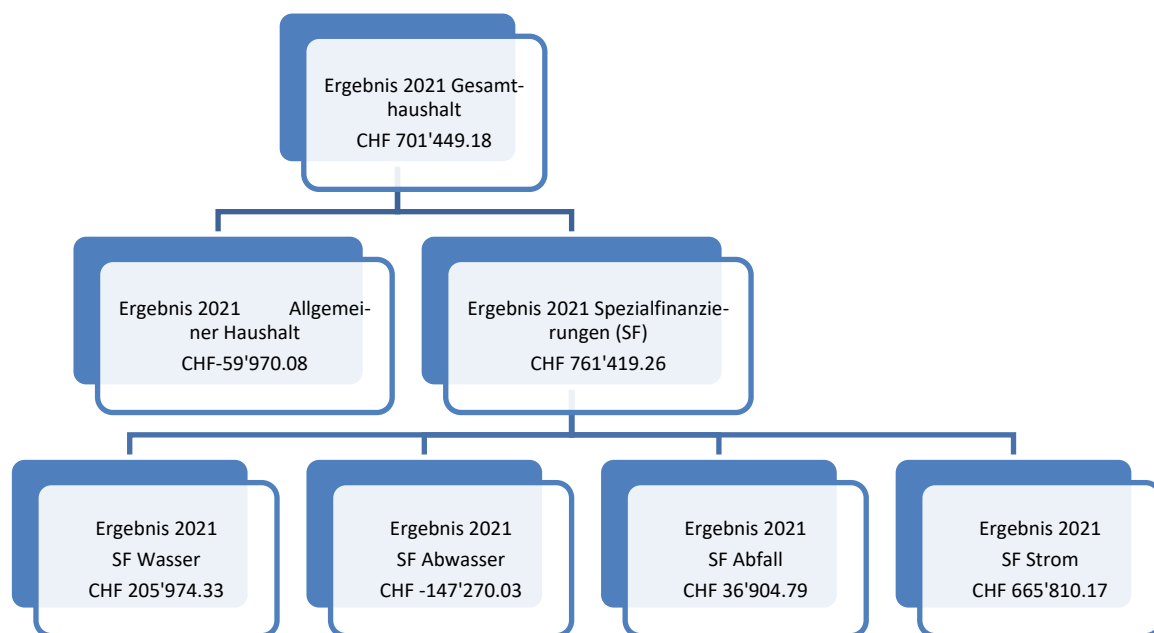 Ergebnis 2021 Gesamt-
haushalt
CHF 701'449.18
Ergebnis 2021 Allgemei-
ner Haushalt
CHF-59'970.08
Ergebnis 2021 Spezialfinanzie-
rungen (SF)
CHF 761'419.26
Ergebnis 2021
SF Wasser
CHF 205'974.33
Ergebnis 2021
SF Abwasser
CHF -147'270.03
Ergebnis 2021
SF Abfall
CHF 36'904.79
Ergebnis 2021
SF Strom
CHF 665'810.17